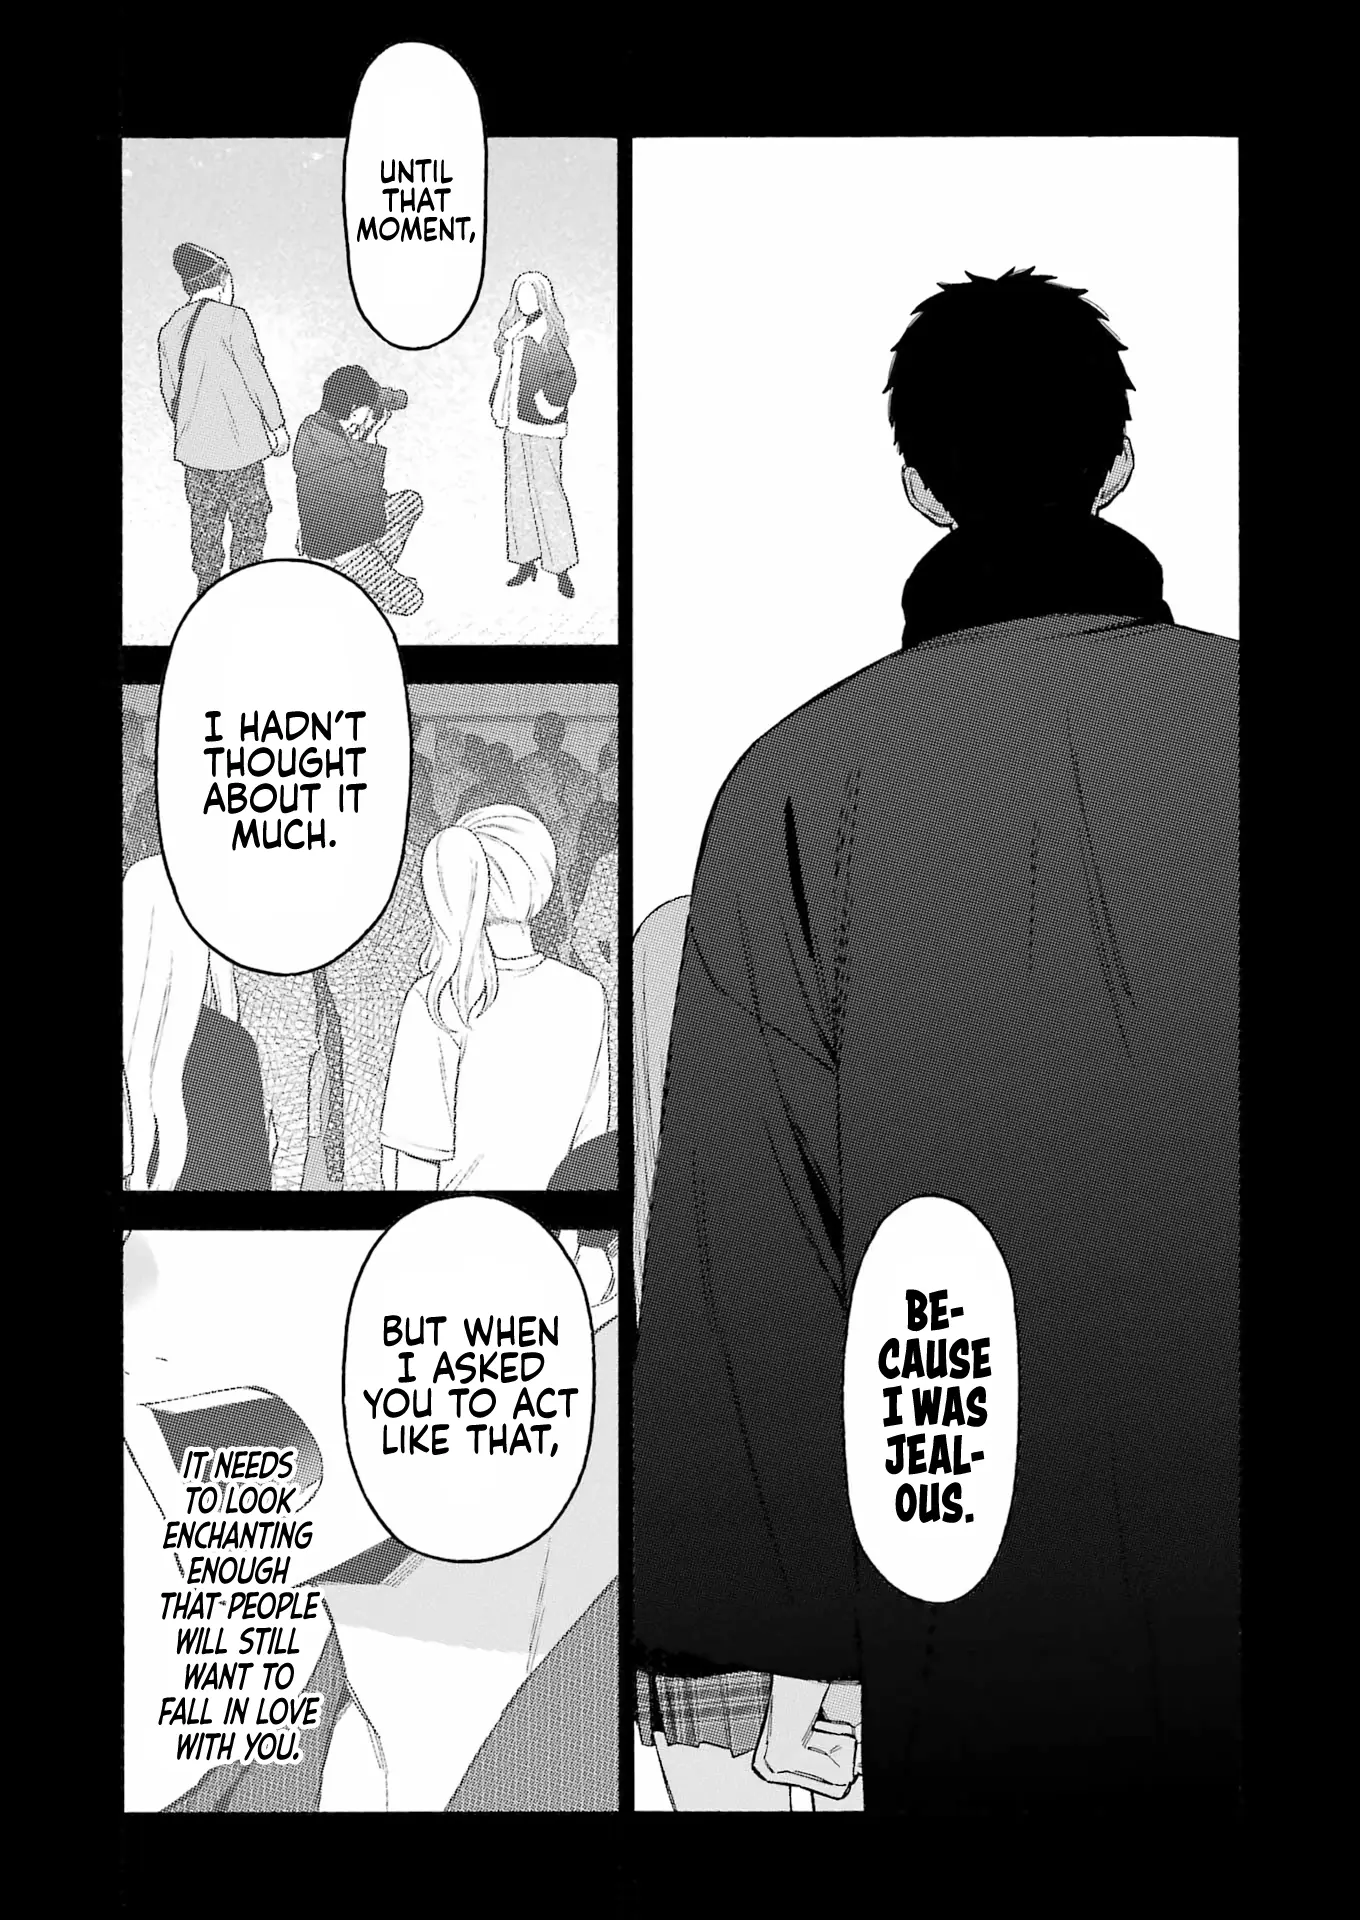 BE-
CAUSE
I WAS
JEAL-
OUS.
UNTIL
THAT
MOMENT,
I HADN'T
THOUGHT
ABOUT IT
MUCH.
BUT WHEN
I ASKED
YOU TO ACT
LIKE THAT,
IT NEEDS
TO LOOK
ENCHANTING
ENOUGH
THAT PEOPLE
WILL STILL
WANT TO
FALL IN LOVE
WITH YOU.